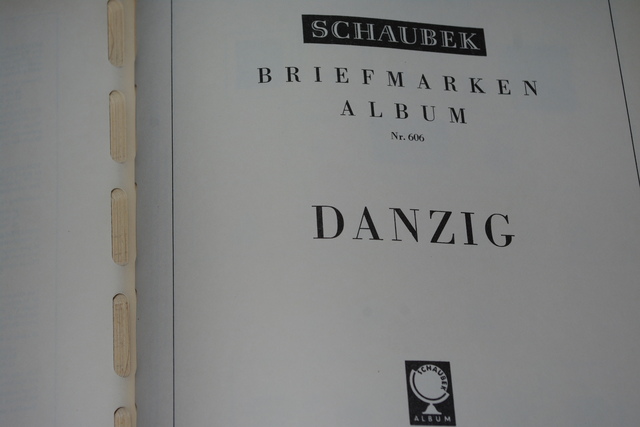 SCHAUBEK
BRIEFMARKEN
ALBUM
Nr. 606
DANZIG
SCHAUBEK
ALBUM